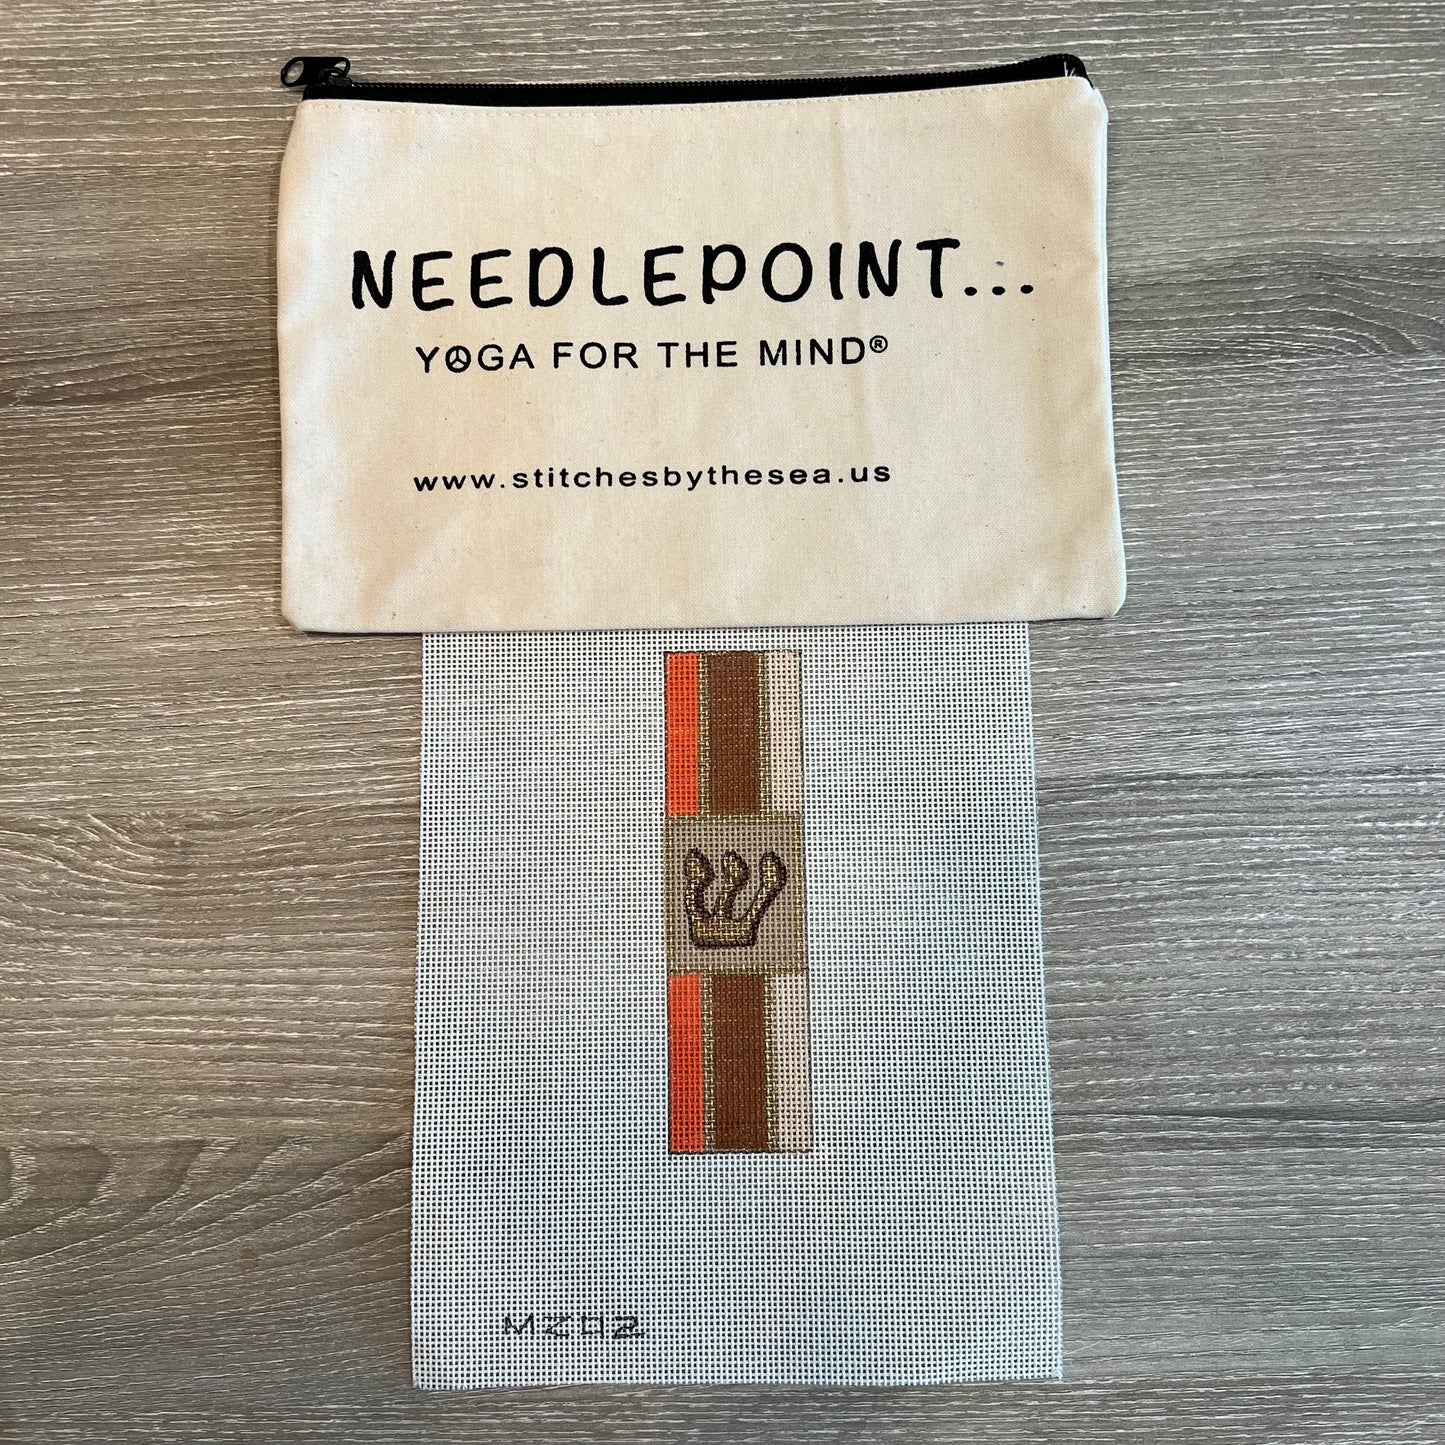 NEEDLEPOINT...
YOGA FOR THE MIND®
www.stitchesbythesea.us
ש
MZ02